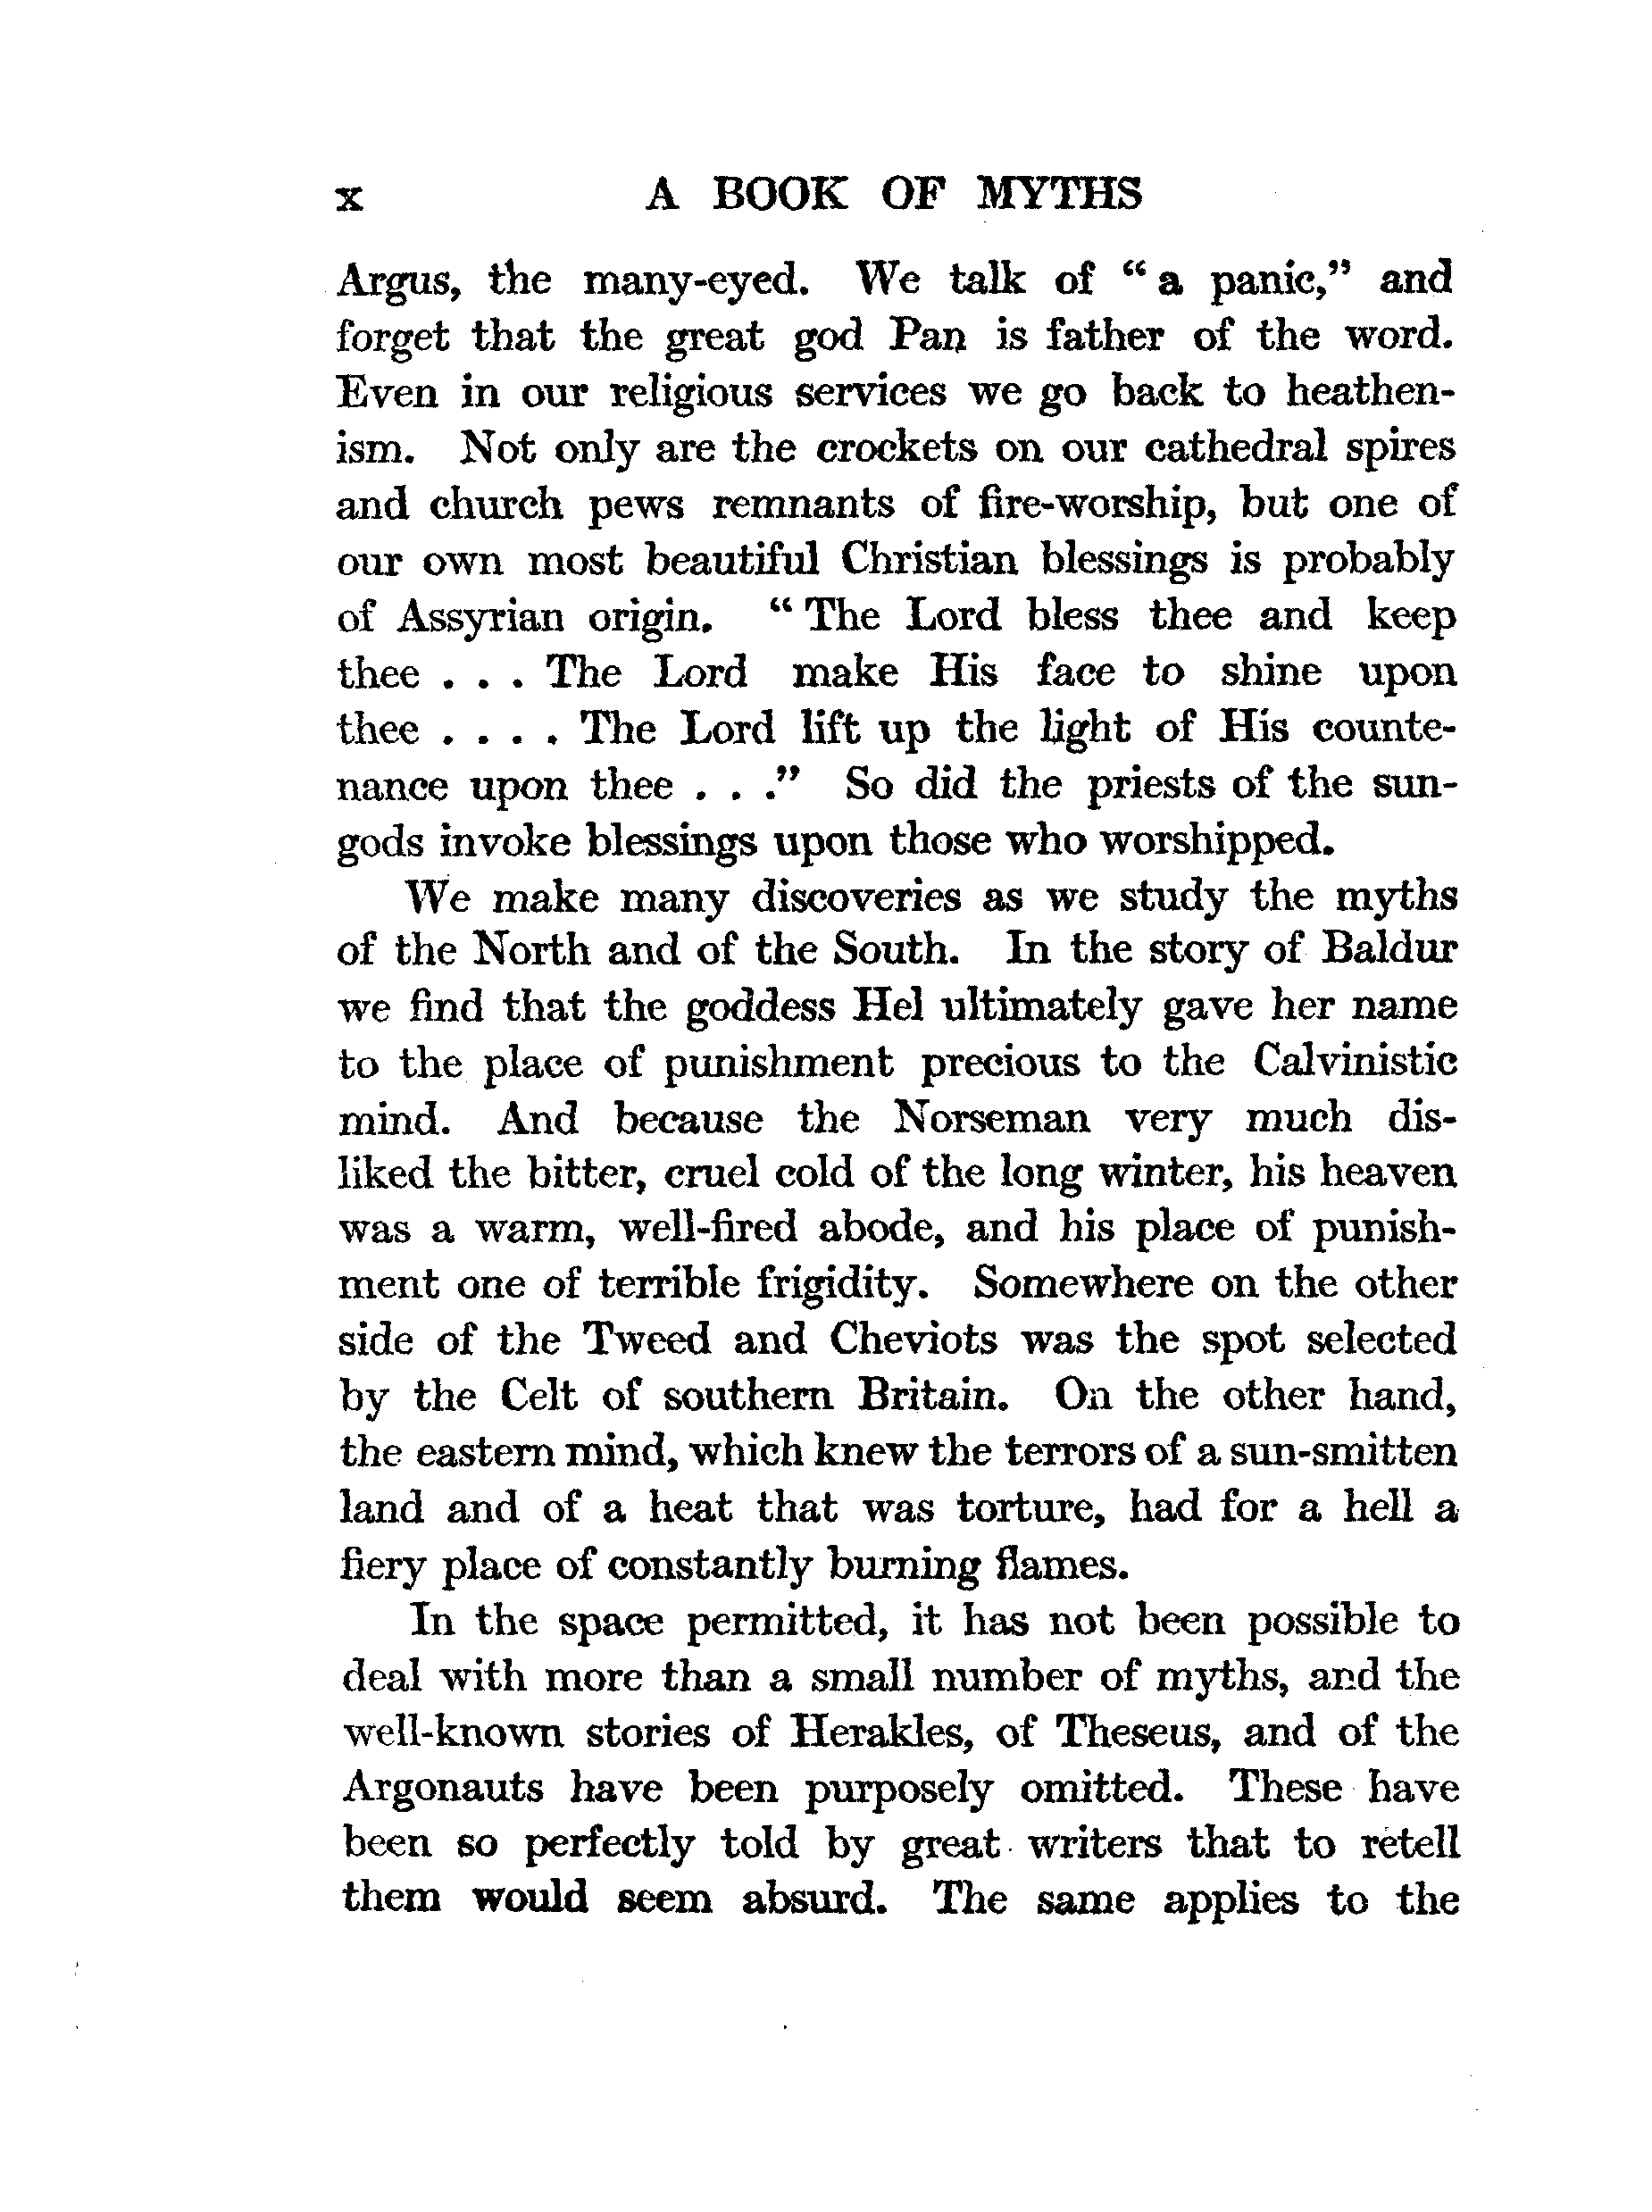 x A BOOK OF MYTHS
Argus, the many-eyed. We talk of “a panic,” and
forget that the great god Pan is father of the word.
Even in our religious services we go back to heathen-
ism. Not only are the crockets on our cathedral spires
and church pews remnants of fire-worship, but one of
our own most beautiful Christian blessings is probably
of Assyrian origin. “The Lord bless thee and keep
thee . . . The Lord make His face to shine upon
thee . . . . The Lord lift up the light of His counte-
nance upon thee . . .” So did the priests of the sun-
gods invoke blessings upon those who worshipped.
We make many discoveries as we study the myths
of the North and of the South. In the story of Baldur
we find that the goddess Hel ultimately gave her name
to the place of punishment precious to the Calvinistic
mind. And because the Norseman very much dis-
liked the bitter, cruel cold of the long winter, his heaven
was a warm, well-fired abode, and his place of punish-
ment one of terrible frigidity. Somewhere on the other
side of the Tweed and Cheviots was the spot selected
by the Celt of southern Britain. On the other hand,
the eastern mind, which knew the terrors of a sun-smitten
land and of a heat that was torture, had for a hell a
fiery place of constantly burning flames.
In the space permitted, it has not been possible to
deal with more than a small number of myths, and the
well-known stories of Herakles, of Theseus, and of the
Argonauts have been purposely omitted. These have
been so perfectly told by great writers that to retell
them would seem absurd. The same applies to the